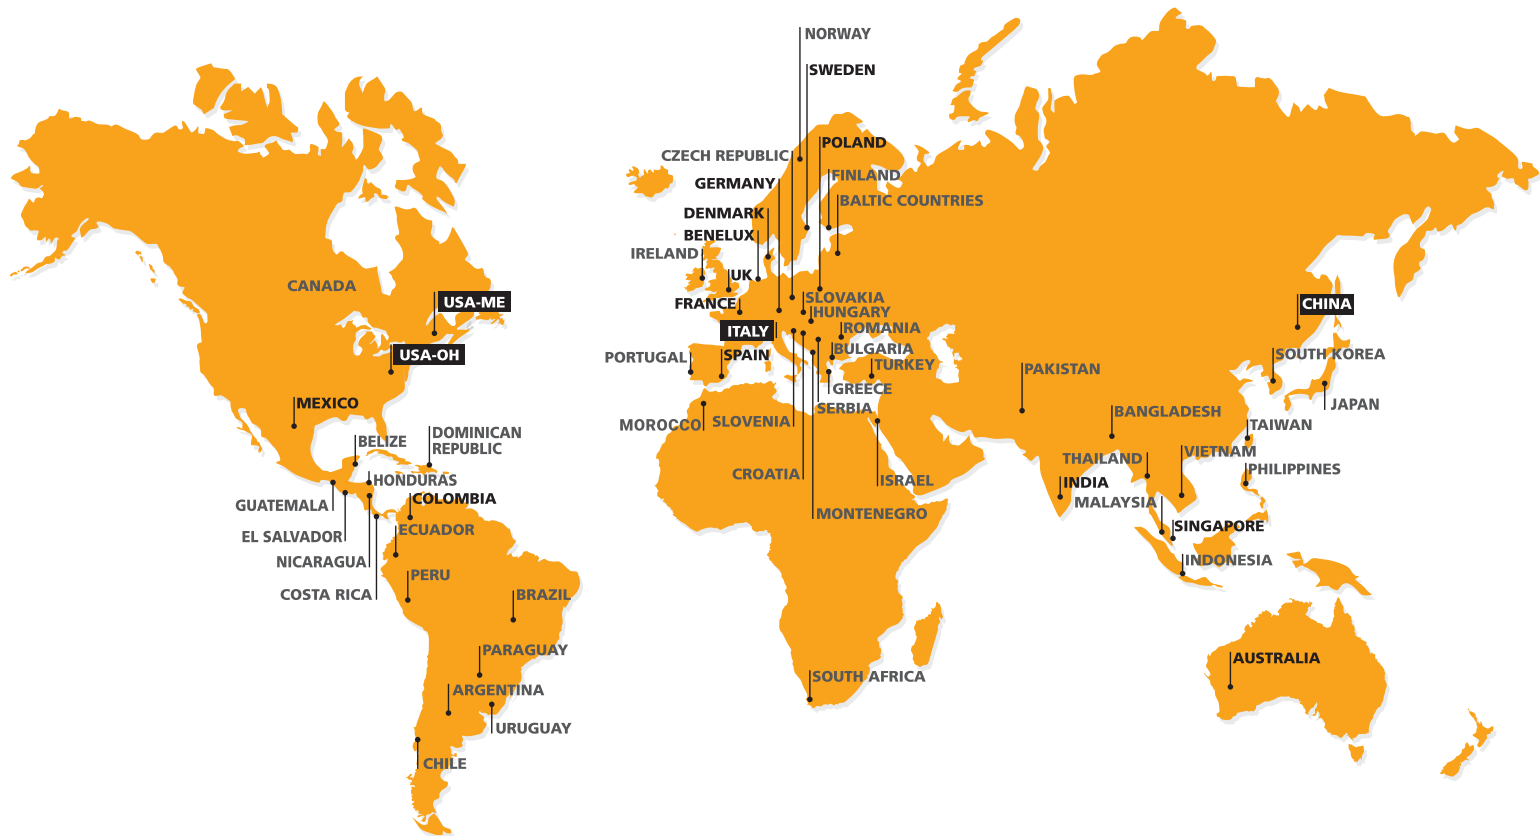 NORWAY
SWEDEN
POLAND
CZECH REPUBLIC
FINLAND
GERMANY
BALTIC COUNTRIES
DENMARK
BENELUX
IRELAND
UK
CANADA
USA-ME
FRANCE
SLOVAKIA
HUNGARY
CHINA
ITALY
ROMANIA
USA-OH
PORTUGAL
SPAIN
BULGARIA
SOUTH KOREA
TURKEY
PAKISTAN
GREECE
MEXICO
SERBIA
JAPAN
BANGLADESH
MOROCCO
SLOVENIA
TAIWAN
BELIZE
DOMINICAN
REPUBLIC
VIETNAM
THAILAND
PHILIPPINES
CROATIA
HONDURAS
ISRAEL
INDIA
COLOMBIA
GUATEMALA
MALAYSIA
MONTENEGRO
SINGAPORE
ECUADOR
EL SALVADOR
NICARAGUA
INDONESIA
PERU
COSTA RICA
BRAZIL
PARAGUAY
AUSTRALIA
SOUTH AFRICA
ARGENTINA
URUGUAY
CHILE